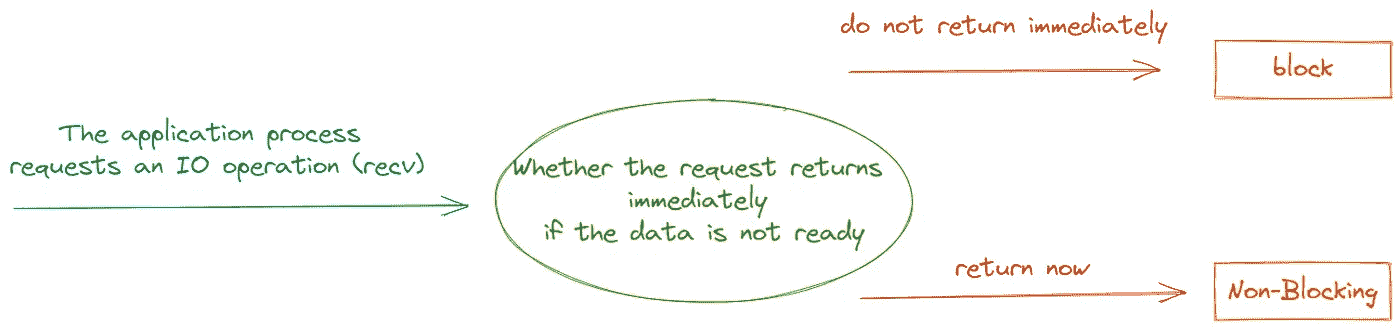 do not return immediately
block
The application process
requests an IO operation (recv)
Whether the request returns
immediately
if the data is not ready
return now
Non-Blocking